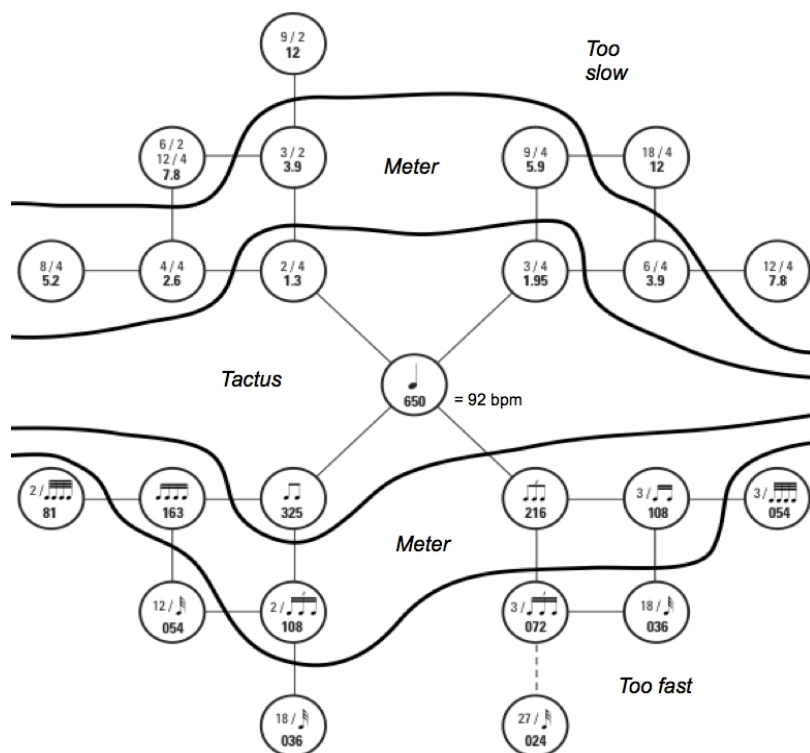 9 / 2
12
Too
slow
6 / 2
12 / 4
7.8
3 / 2
3.9
Meter
9 / 4
5.9
18 / 4
12
8 / 4
5.2
4 / 4
2.6
2 / 4
1.3
3 / 4
1.95
6 / 4
3.9
12 / 4
7.8
Tactus
650
= 92 bpm
2 /
81
163
325
216
3 /
108
3 /
054
Meter
12 /
054
2 /
108
3 /
072
18 /
036
Too fast
18 /
036
27 /
024